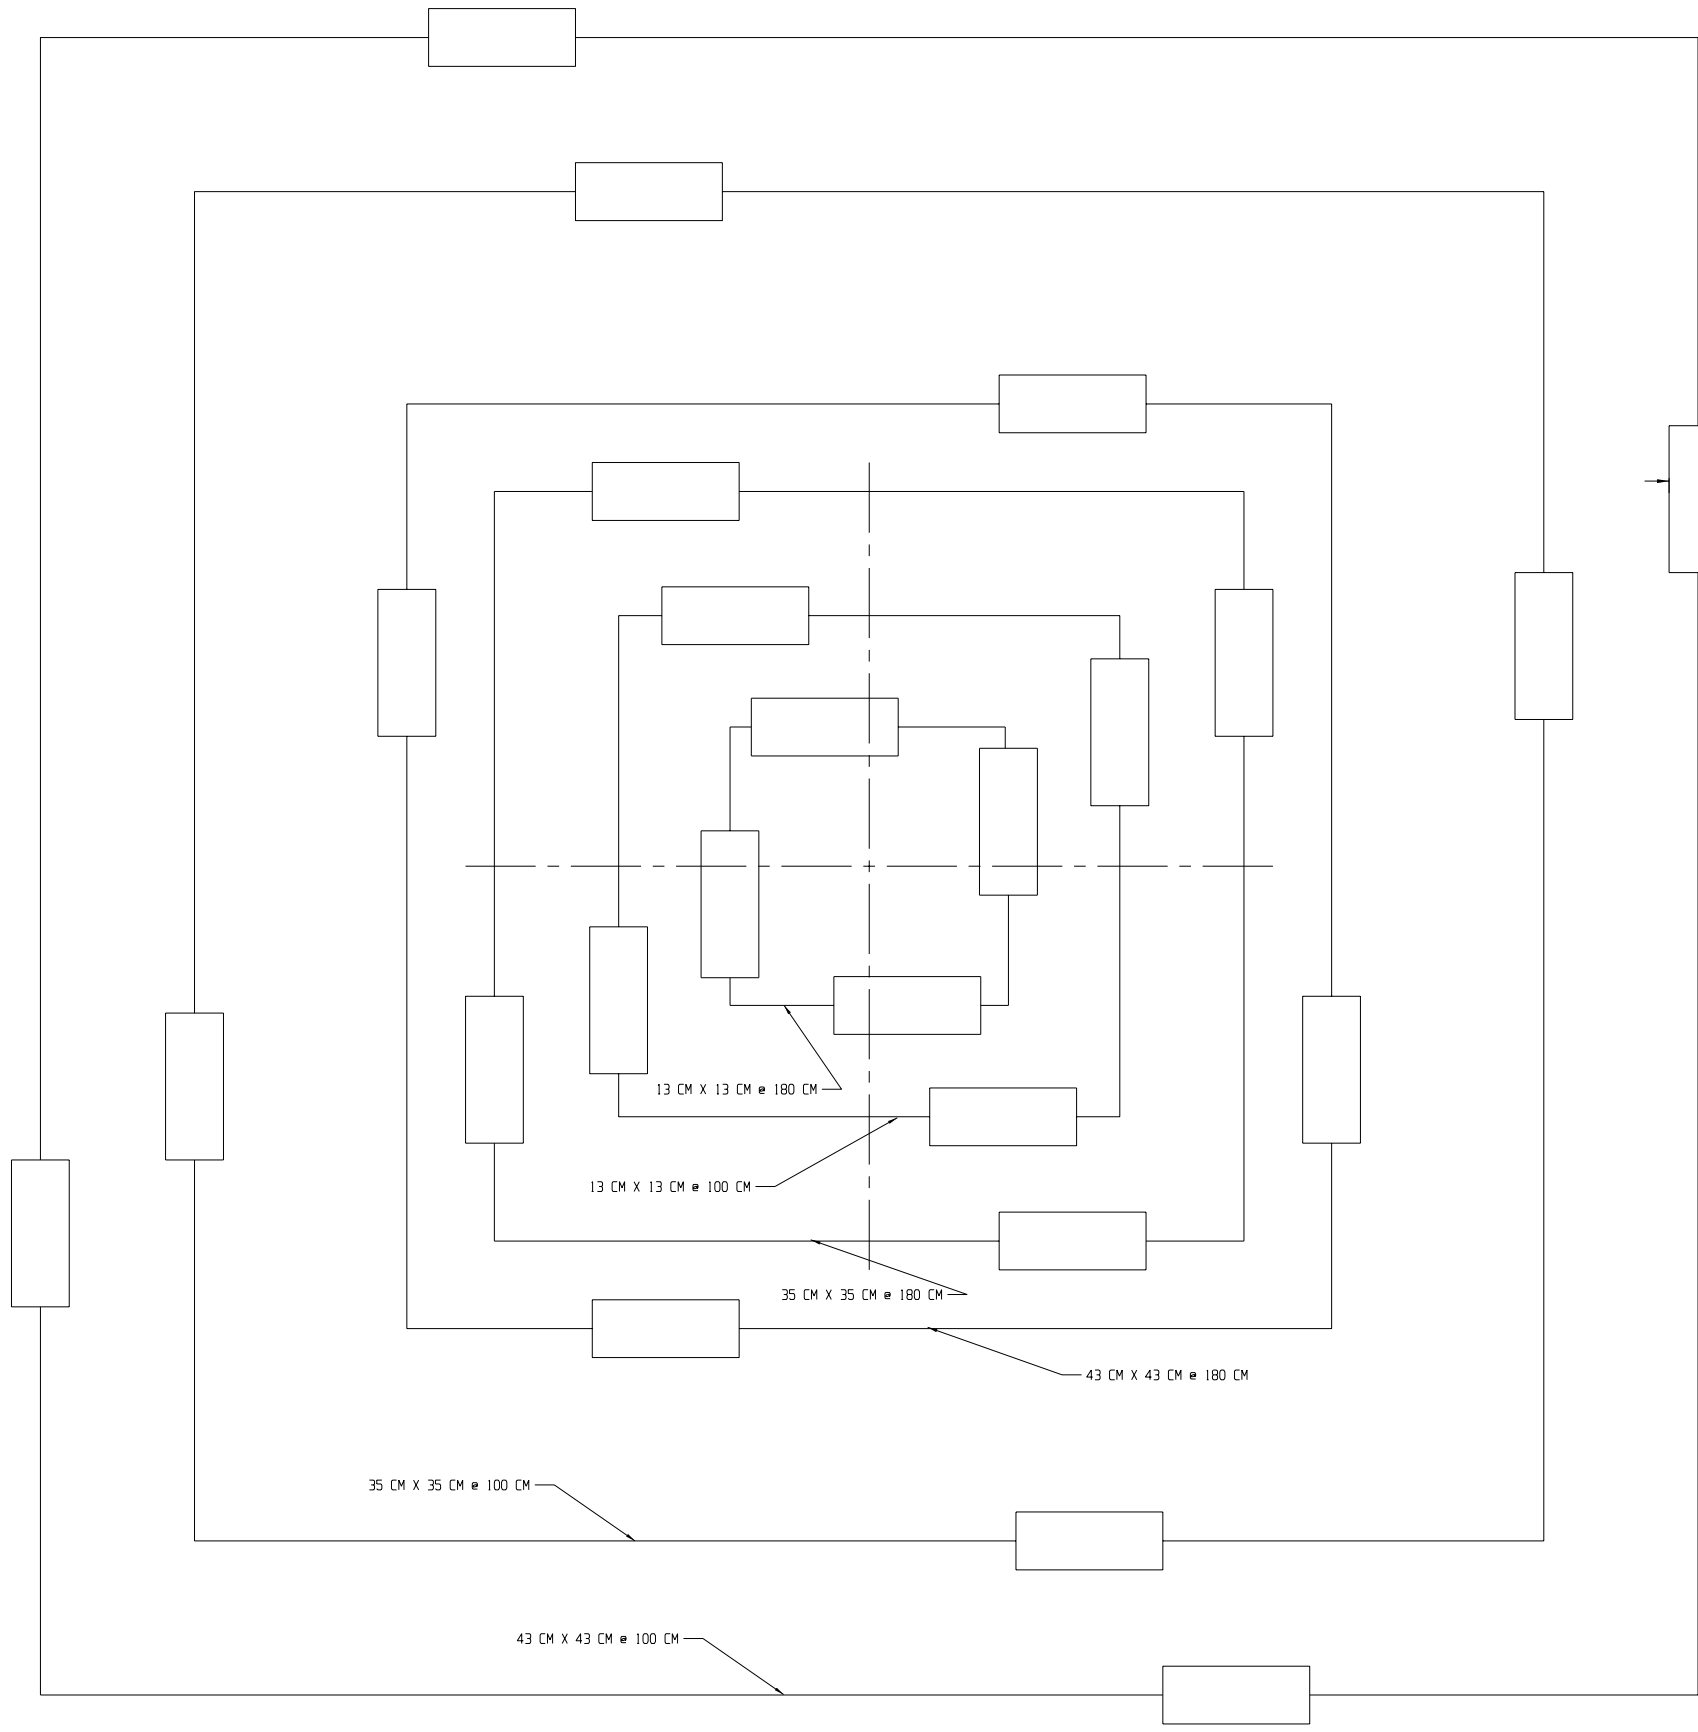 13 CM X 13 CM @ 180 CM
13 CM X 13 CM @ 100 CM
35 CM X 35 CM @ 180 CM
43 CM X 43 CM @ 180 CM
35 CM X 35 CM @ 100 CM
43 CM X 43 CM @ 100 CM